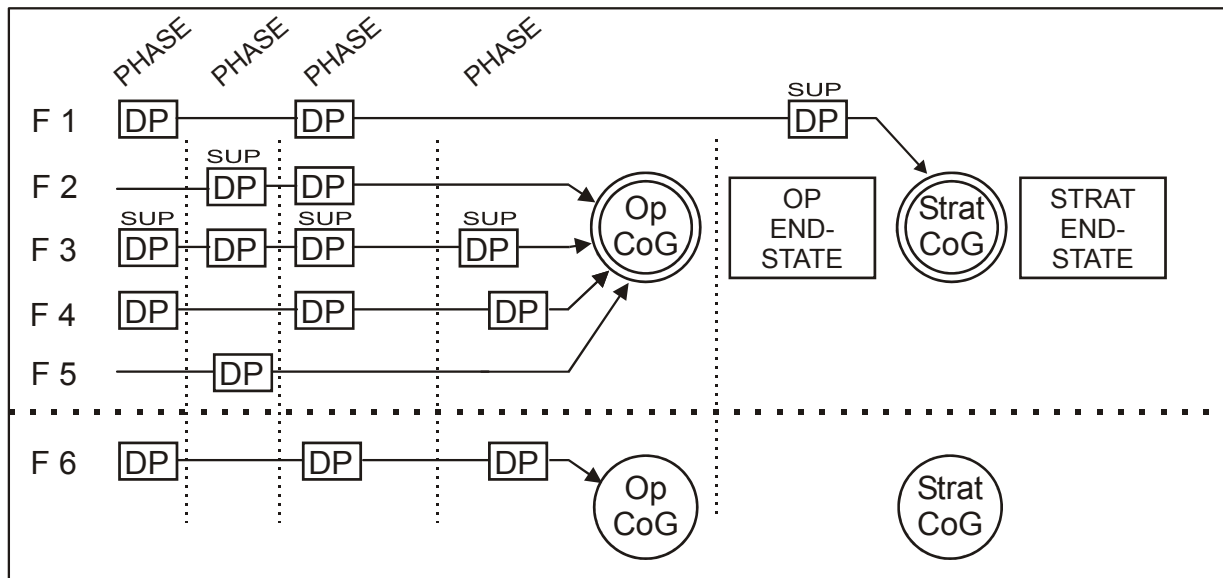 PHASE PHASE PHASE PHASE
SUP
F 1 DP DP DP
SUP
F 2 DP DP
Op
CoG
OP
END-
STATE
Strat
CoG
STRAT
END-
STATE
SUP SUP SUP
F 3 DP DP DP DP
F 4 DP DP DP
F 5 DP
F 6 DP DP DP
Op
CoG
Strat
CoG